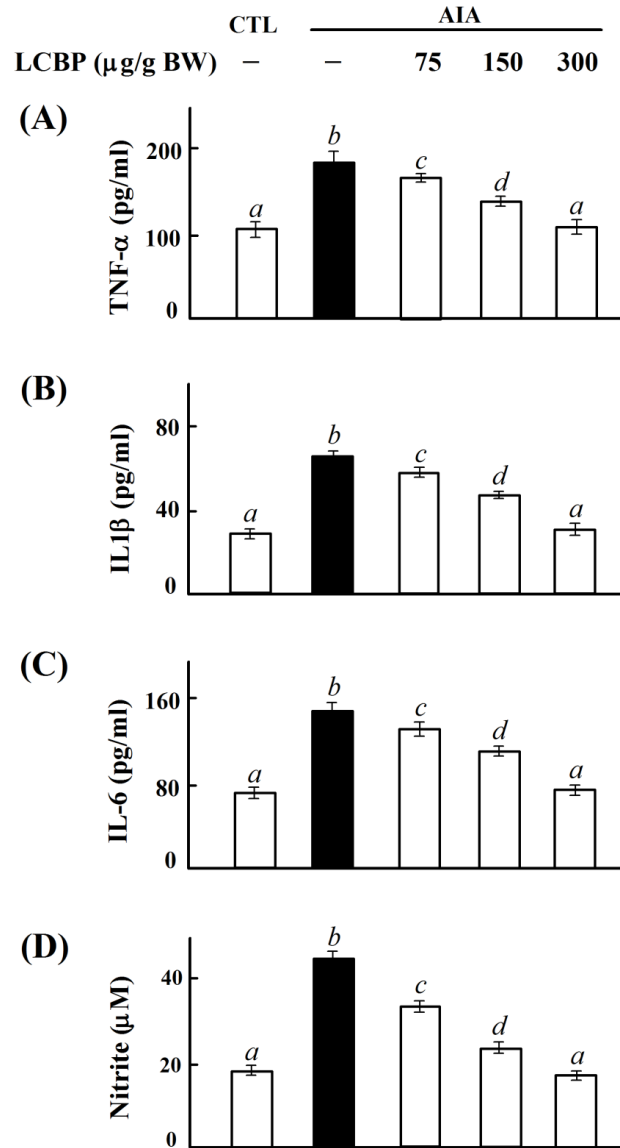 CTL AIA
LCBP (μg/g BW) – – 75 150 300
(A)
TNF-α (pg/ml)
200
100
0
a b c d a
(B)
IL1β (pg/ml)
80
40
0
a b c d a
(C)
IL-6 (pg/ml)
160
80
0
a b c d a
(D)
Nitrite (μM)
40
20
0
a b c d a